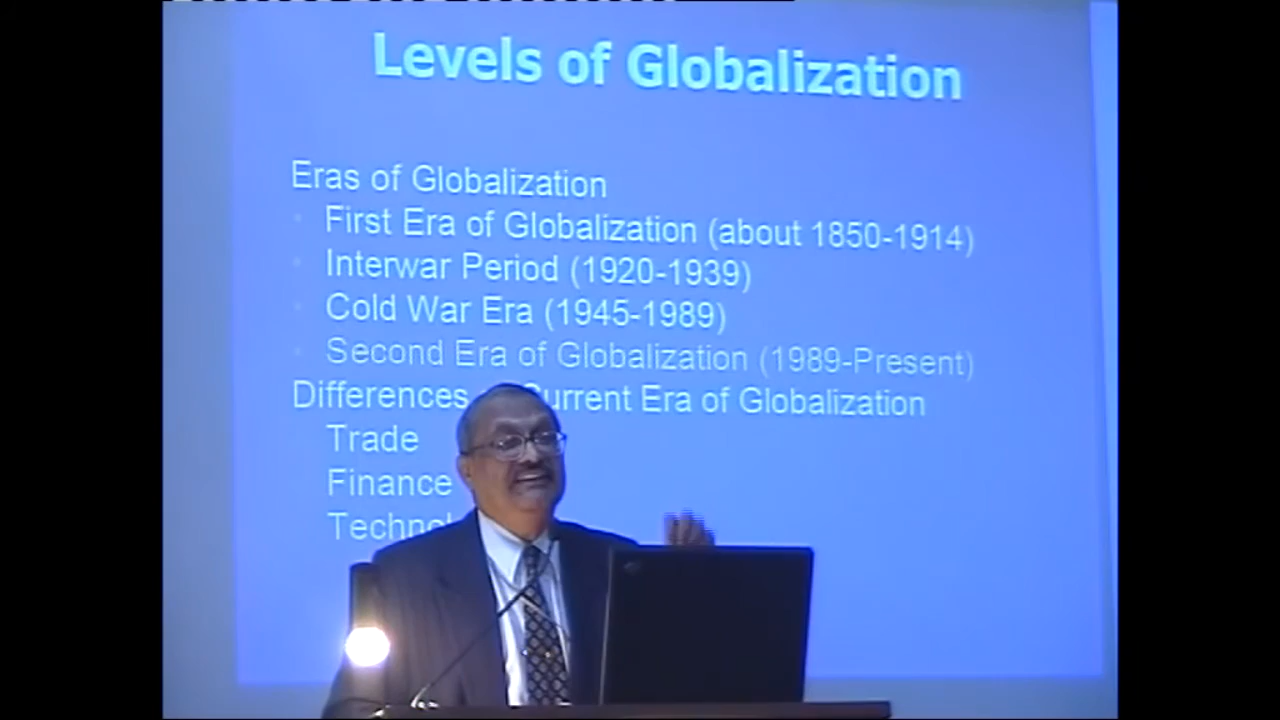 Levels of Globalization
Eras of Globalization
First Era of Globalization (about 1850-1914)
Interwar Period (1920-1939)
Cold War Era (1945-1989)
Second Era of Globalization (1989-Present)
Differences Current Era of Globalization
Trade
Finance